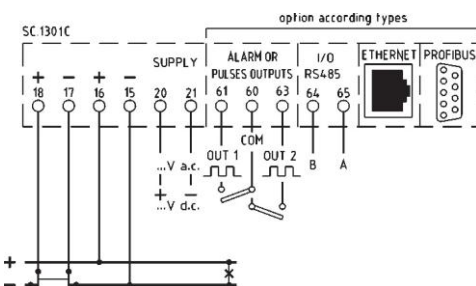 option according types
SC.1301C
SUPPLY
ALARM OR
PULSES OUTPUTS
I/O
RS485
ETHERNET
PROFIBUS
+ - + -
18 17 16 15 20 21 61 60 63 64 65
COM
OUT 1 OUT 2 B A
...V a.c.
+ -
...V d.c.
+
-